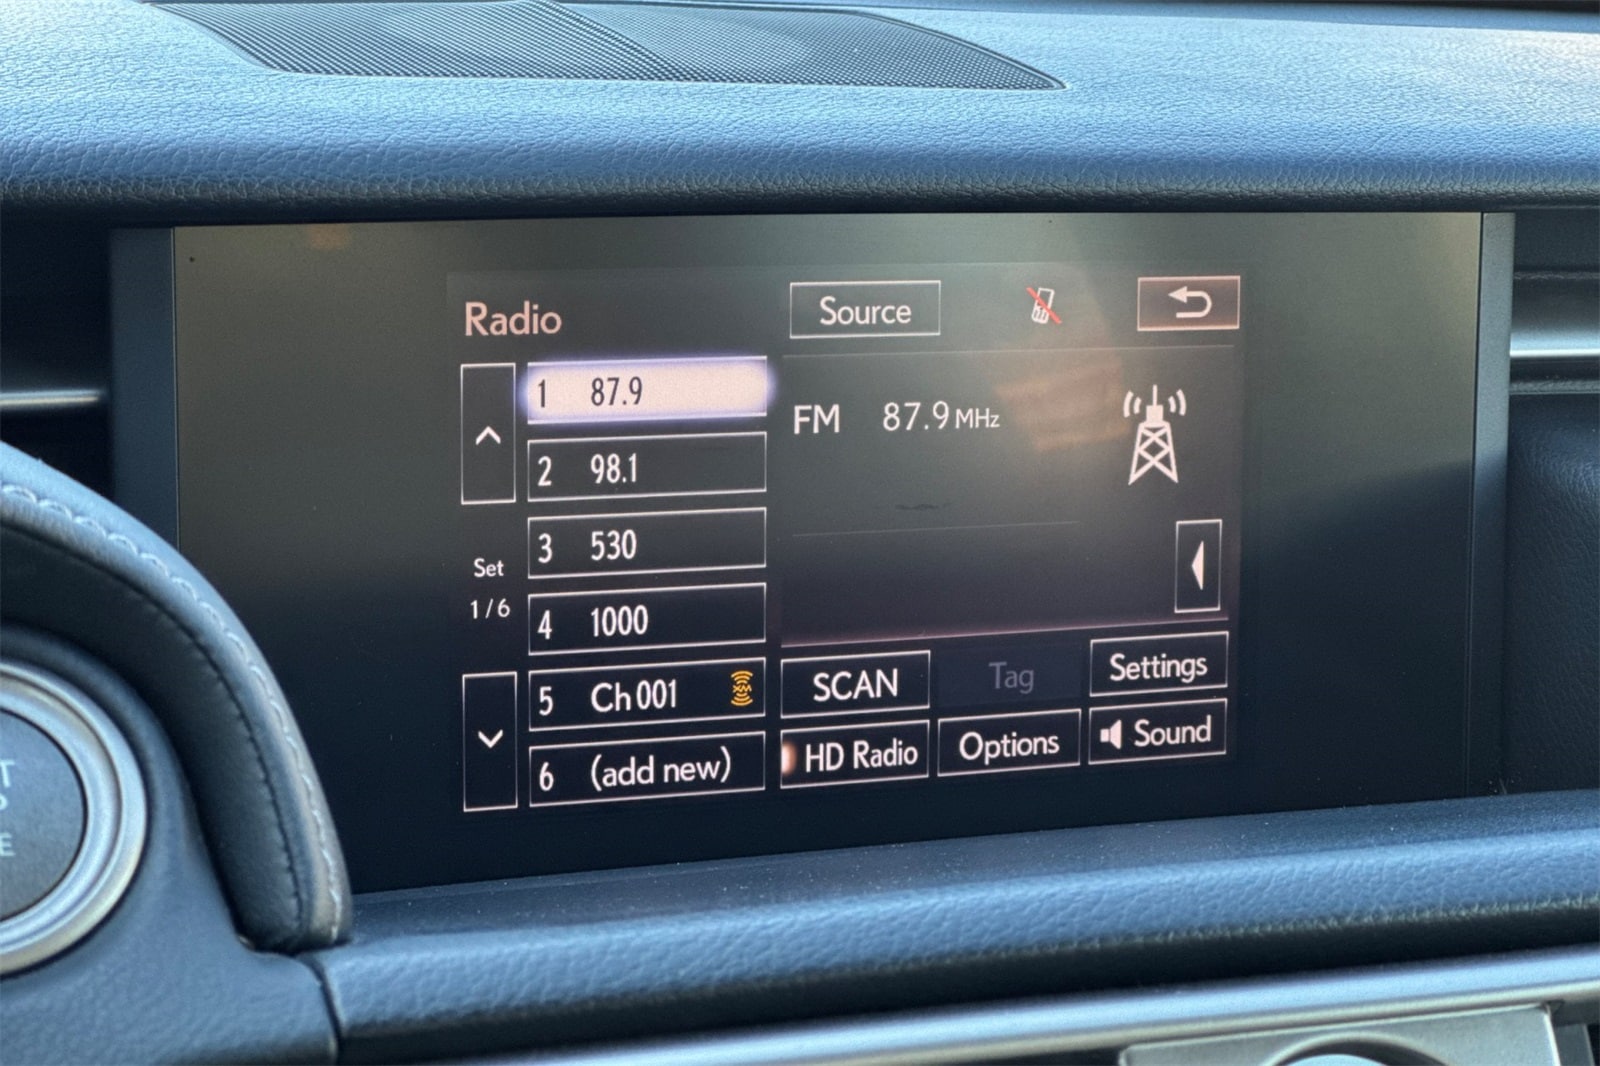 Radio
Source
1 87.9
FM 87.9 MHz
2 98.1
3 530
Set
1/6
4 1000
5 Ch 001 XM
6 (add new)
SCAN
Tag
Settings
HD Radio
Options
Sound